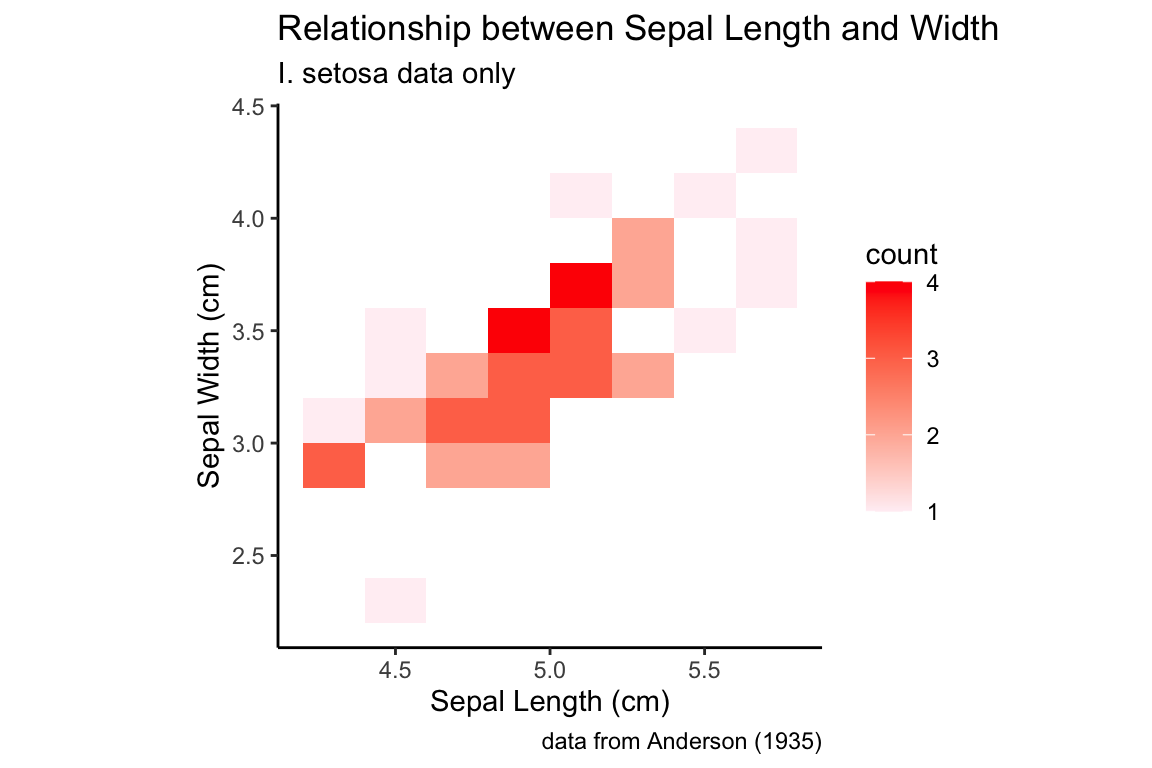 Relationship between Sepal Length and Width
I. setosa data only
4.5
4.0
3.5
3.0
2.5
Sepal Width (cm)
4.5 5.0 5.5
Sepal Length (cm)
count
4
3
2
1
data from Anderson (1935)